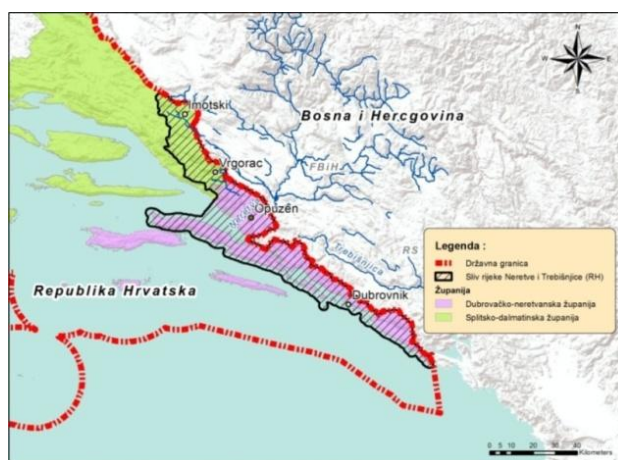 N
W E
S
Imotski
Bosna i Hercgovina
Vrgorac
FBiH
Opuzen
Trebišnjica
RS
Republika Hrvatska
Dubrovnik
Legenda :
Državna granica
Sliv rijeke Neretve i Trebišnjice (RH)
Županija
Dubrovačko-neretvanska županija
Splitsko-dalmatinska županija
0 5 10 20 30 40
Kilometers